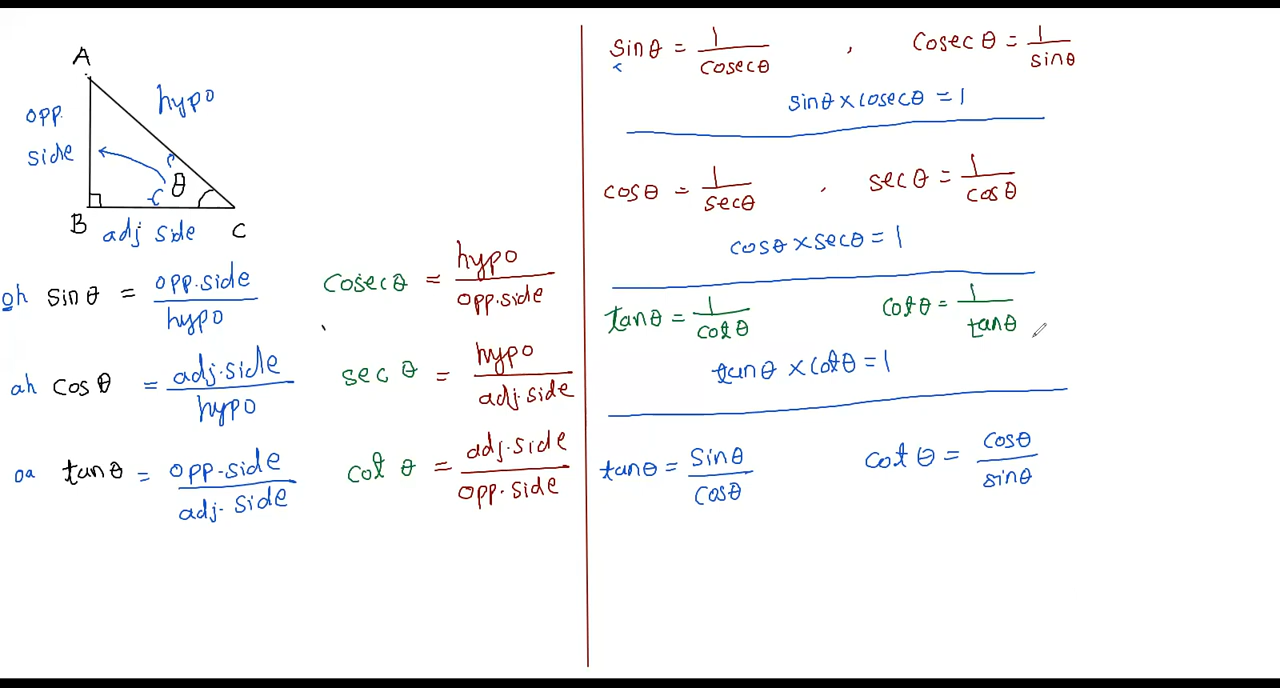 A
opp.
side
hypo
θ
B
adj side
C
oh sinθ = opp.side / hypo
cosecθ = hypo / opp.side
ah cosθ = adj.side / hypo
sec θ = hypo / adj.side
oa tanθ = opp.side / adj. side
cot θ = adj.side / opp. side
sinθ = 1 / cosecθ , cosecθ = 1 / sinθ
sinθ × cosecθ = 1
cosθ = 1 / secθ , secθ = 1 / cosθ
cosθ × secθ = 1
tanθ = 1 / cotθ cotθ = 1 / tanθ
tanθ × cotθ = 1
tanθ = sinθ / cosθ cot θ = cosθ / sinθ